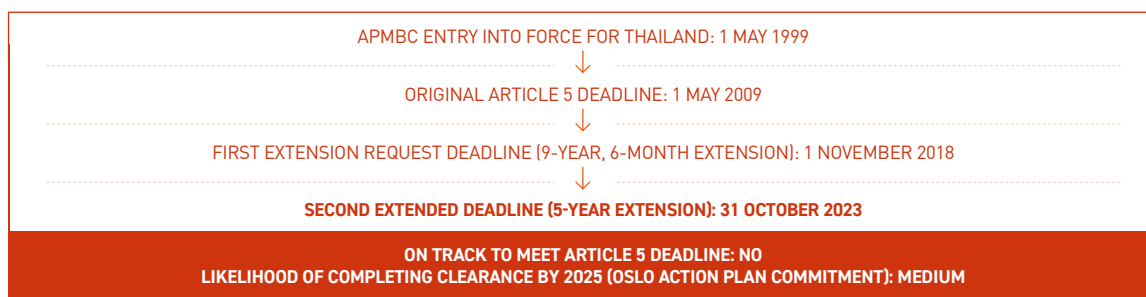 APMBC ENTRY INTO FORCE FOR THAILAND: 1 MAY 1999
ORIGINAL ARTICLE 5 DEADLINE: 1 MAY 2009
FIRST EXTENSION REQUEST DEADLINE (9-YEAR, 6-MONTH EXTENSION): 1 NOVEMBER 2018
SECOND EXTENDED DEADLINE (5-YEAR EXTENSION): 31 OCTOBER 2023
ON TRACK TO MEET ARTICLE 5 DEADLINE: NO
LIKELIHOOD OF COMPLETING CLEARANCE BY 2025 (OSLO ACTION PLAN COMMITMENT): MEDIUM